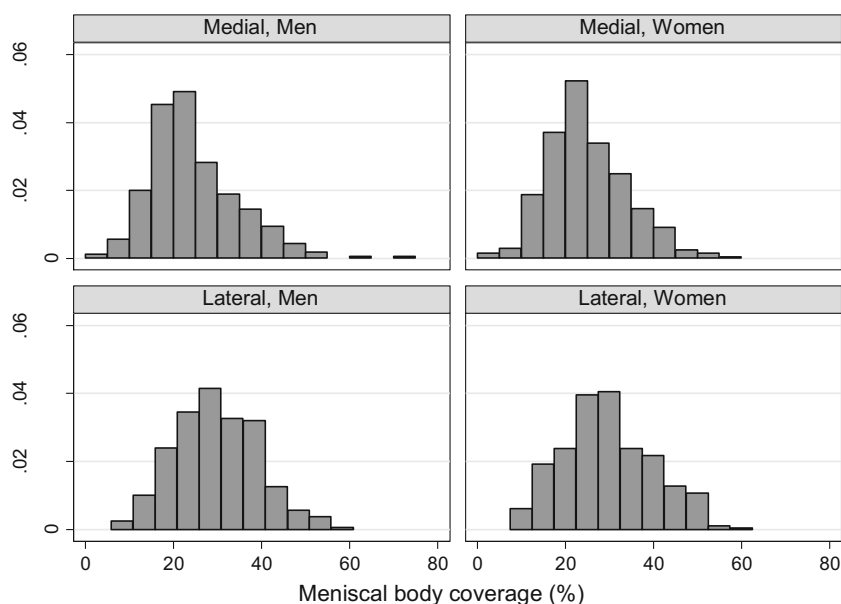 Medial, Men
Medial, Women
0 .02 .04 .06
Lateral, Men
Lateral, Women
0 .02 .04 .06
0 20 40 60 80
0 20 40 60 80
Meniscal body coverage (%)